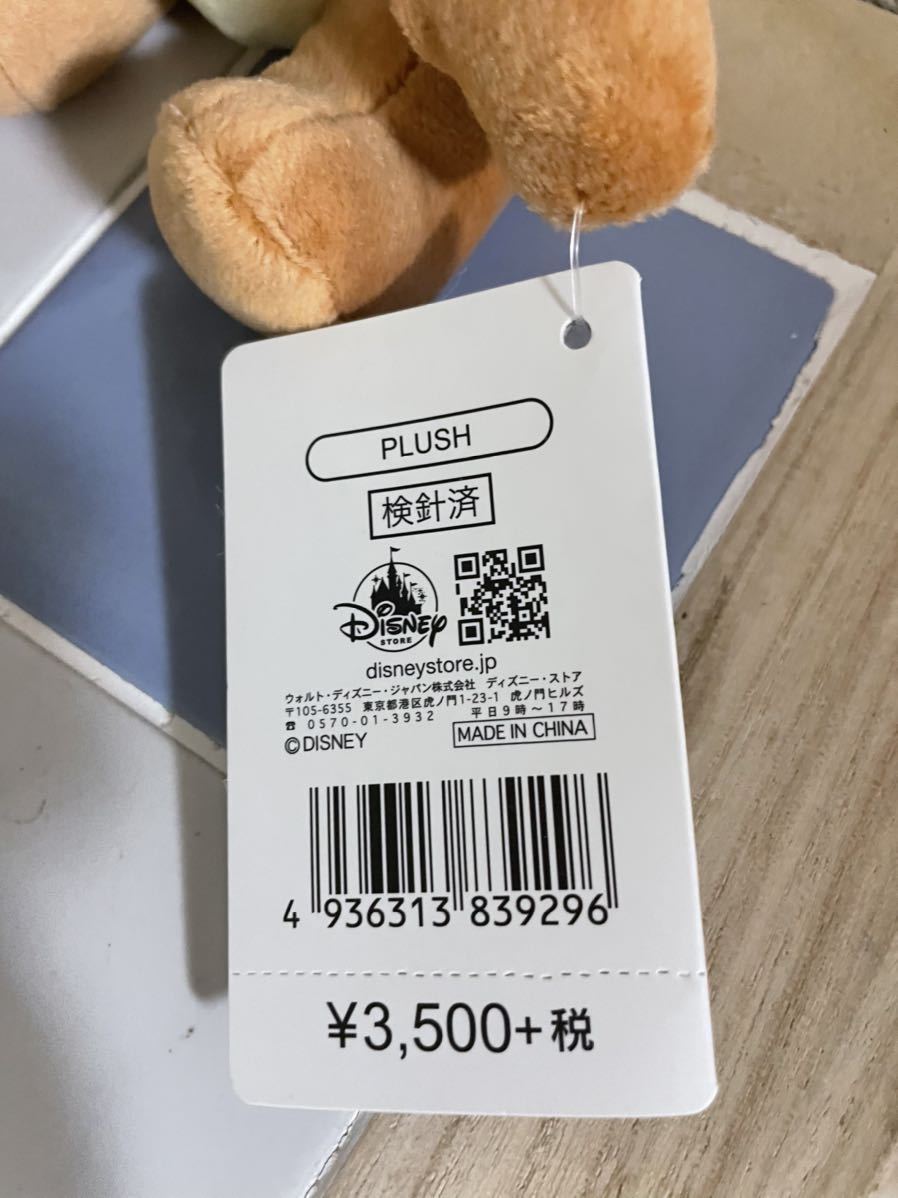 PLUSH
検針済
Disney
STORE
disneystore.jp
ウォルト・ディズニー・ジャパン株式会社 ディズニー・ストア
〒105-6355 東京都港区虎ノ門1-23-1 虎ノ門ヒルズ
☎ 0570-01-3932 平日9時～17時
©DISNEY MADE IN CHINA
4 936313 839296
¥3,500+税